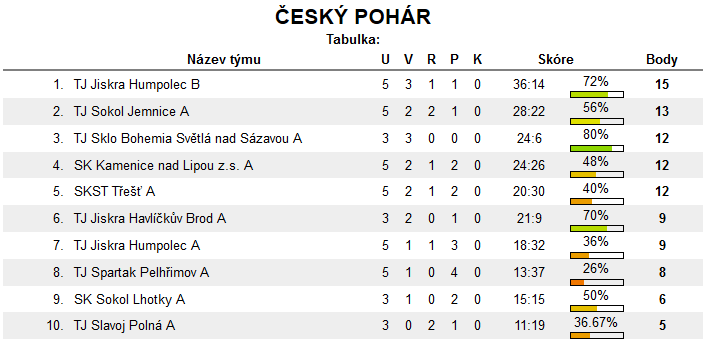 ČESKÝ POHÁR
Tabulka:
Název týmu U V R P K Skóre Body
1. TJ Jiskra Humpolec B 5 3 1 1 0 36:14 72% 15
2. TJ Sokol Jemnice A 5 2 2 1 0 28:22 56% 13
3. TJ Sklo Bohemia Světlá nad Sázavou A 3 3 0 0 0 24:6 80% 12
4. SK Kamenice nad Lipou z.s. A 5 2 1 2 0 24:26 48% 12
5. SKST Třešť A 5 2 1 2 0 20:30 40% 12
6. TJ Jiskra Havlíčkův Brod A 3 2 0 1 0 21:9 70% 9
7. TJ Jiskra Humpolec A 5 1 1 3 0 18:32 36% 9
8. TJ Spartak Pelhřimov A 5 1 0 4 0 13:37 26% 8
9. SK Sokol Lhotky A 3 1 0 2 0 15:15 50% 6
10. TJ Slavoj Polná A 3 0 2 1 0 11:19 36.67% 5